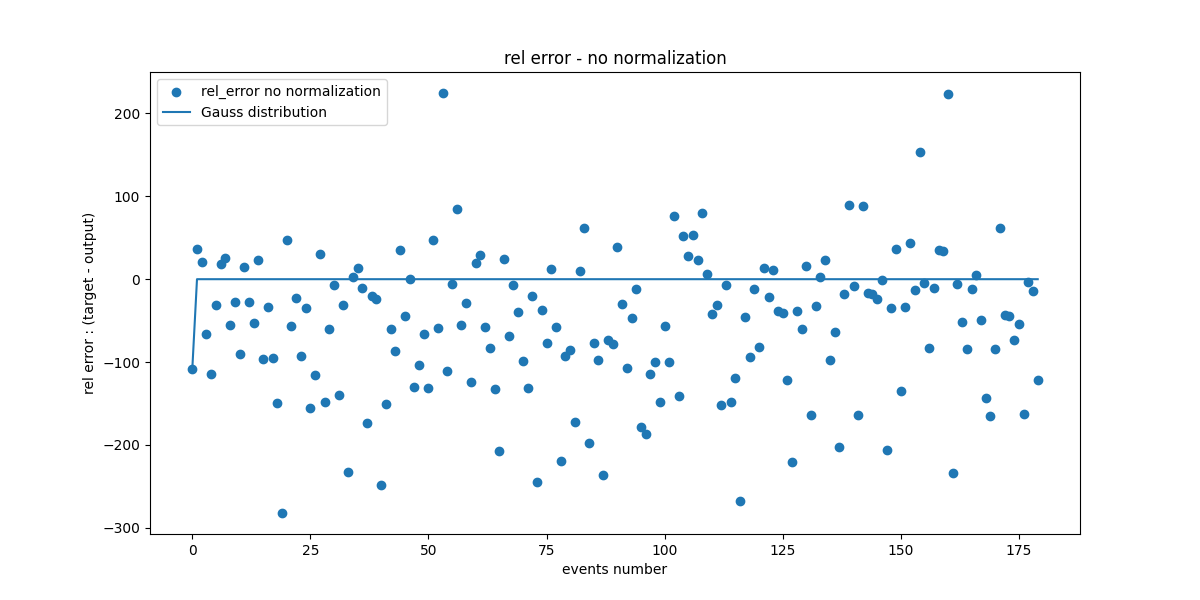 rel error - no normalization
rel_error no normalization
Gauss distribution
rel error : (target - output)
200
100
0
−100
−200
−300
0 25 50 75 100 125 150 175
events number